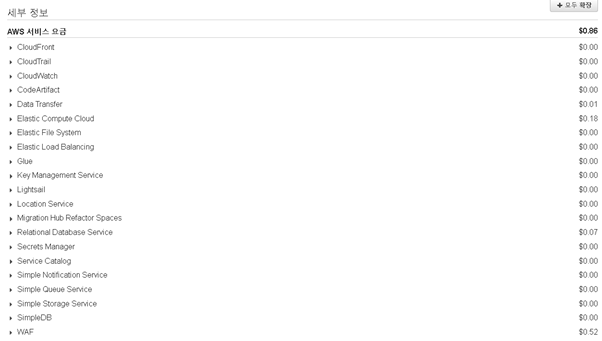 + 모두 확장
세부 정보
AWS 서비스 요금 $0.86
CloudFront $0.00
CloudTrail $0.00
CloudWatch $0.00
CodeArtifact $0.00
Data Transfer $0.01
Elastic Compute Cloud $0.18
Elastic File System $0.00
Elastic Load Balancing $0.00
Glue $0.00
Key Management Service $0.00
Lightsail $0.00
Location Service $0.00
Migration Hub Refactor Spaces $0.00
Relational Database Service $0.07
Secrets Manager $0.00
Service Catalog $0.00
Simple Notification Service $0.00
Simple Queue Service $0.00
Simple Storage Service $0.00
SimpleDB $0.00
WAF $0.52